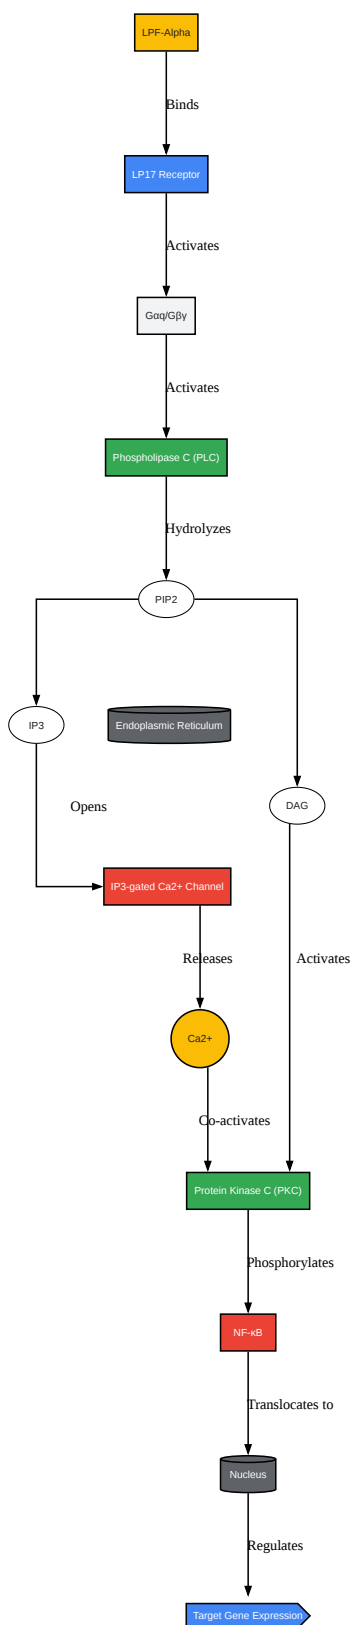 LPF-Alpha
Binds
LP17 Receptor
Activates
Gαq/Gβγ
Activates
Phospholipase C (PLC)
Hydrolyzes
PIP2
IP3
Endoplasmic Reticulum
DAG
Opens
IP3-gated Ca2+ Channel
Releases
Activates
Ca2+
Co-activates
Protein Kinase C (PKC)
Phosphorylates
NF-κB
Translocates to
Nucleus
Regulates
Target Gene Expression